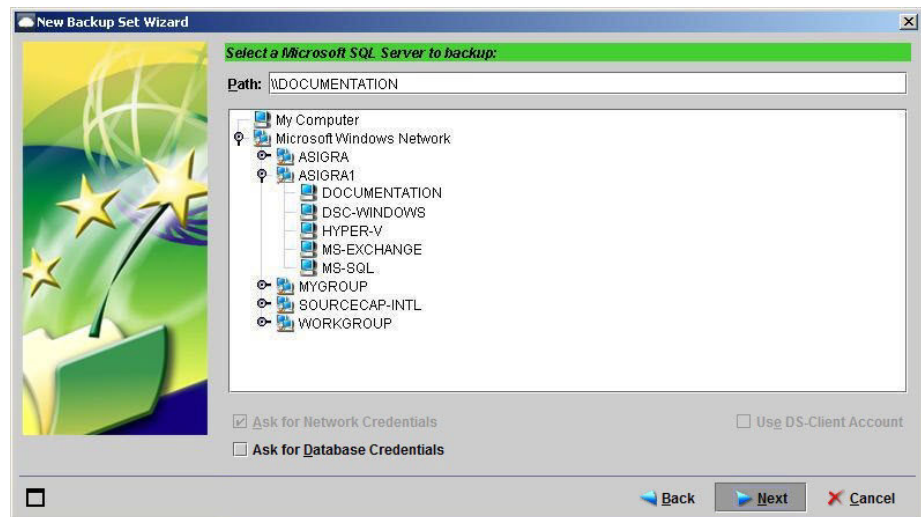 New Backup Set Wizard
Select a Microsoft SQL Server to backup:
Path: \\DOCUMENTATION
My Computer
Microsoft Windows Network
ASIGRA
ASIGRA1
DOCUMENTATION
DSC-WINDOWS
HYPER-V
MS-EXCHANGE
MS-SQL
MYGROUP
SOURCECAP-INTL
WORKGROUP
Ask for Network Credentials
Use DS-Client Account
Ask for Database Credentials
Back
Next
Cancel